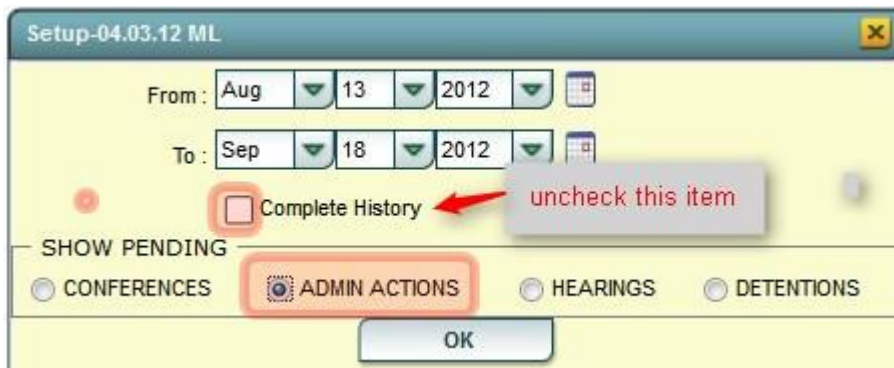 Setup-04.03.12 ML
From : Aug 13 2012
To : Sep 18 2012
Complete History uncheck this item
SHOW PENDING
CONFERENCES ADMIN ACTIONS HEARINGS DETENTIONS
OK